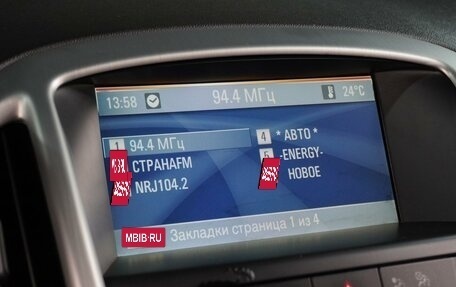 13:58 94.4 МГц 24°C
1 94.4 МГц
СТРАНАFM
NRJ104.2
4 * АВТО *
5 -ENERGY-
НОВОЕ
MBIB·RU Закладки страница 1 из 4